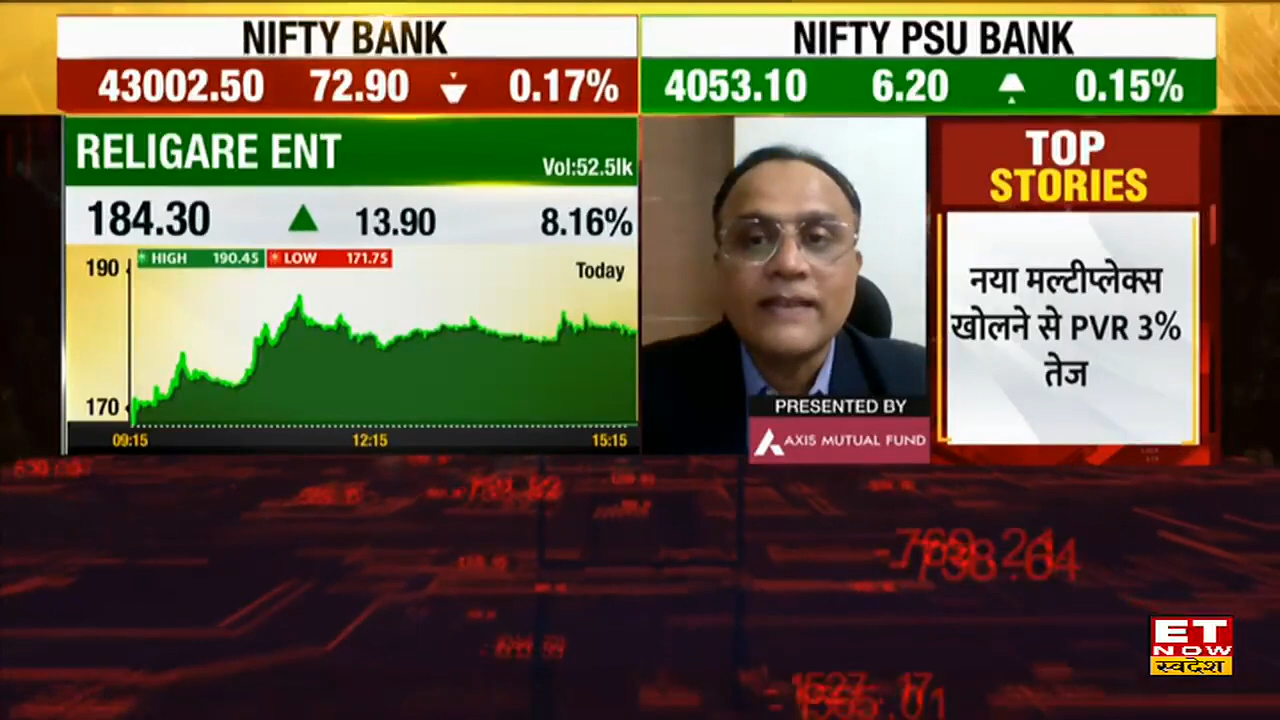 NIFTY BANK
43002.50 72.90 0.17%
NIFTY PSU BANK
4053.10 6.20 0.15%
RELIGARE ENT
Vol:52.5lk
184.30 13.90 8.16%
HIGH 190.45 LOW 171.75
Today
190
170
09:15 12:15 15:15
PRESENTED BY
AXIS MUTUAL FUND
TOP
STORIES
नया मल्टीप्लेक्स
खोलने से PVR 3%
तेज
ET
NOW
स्वदेश